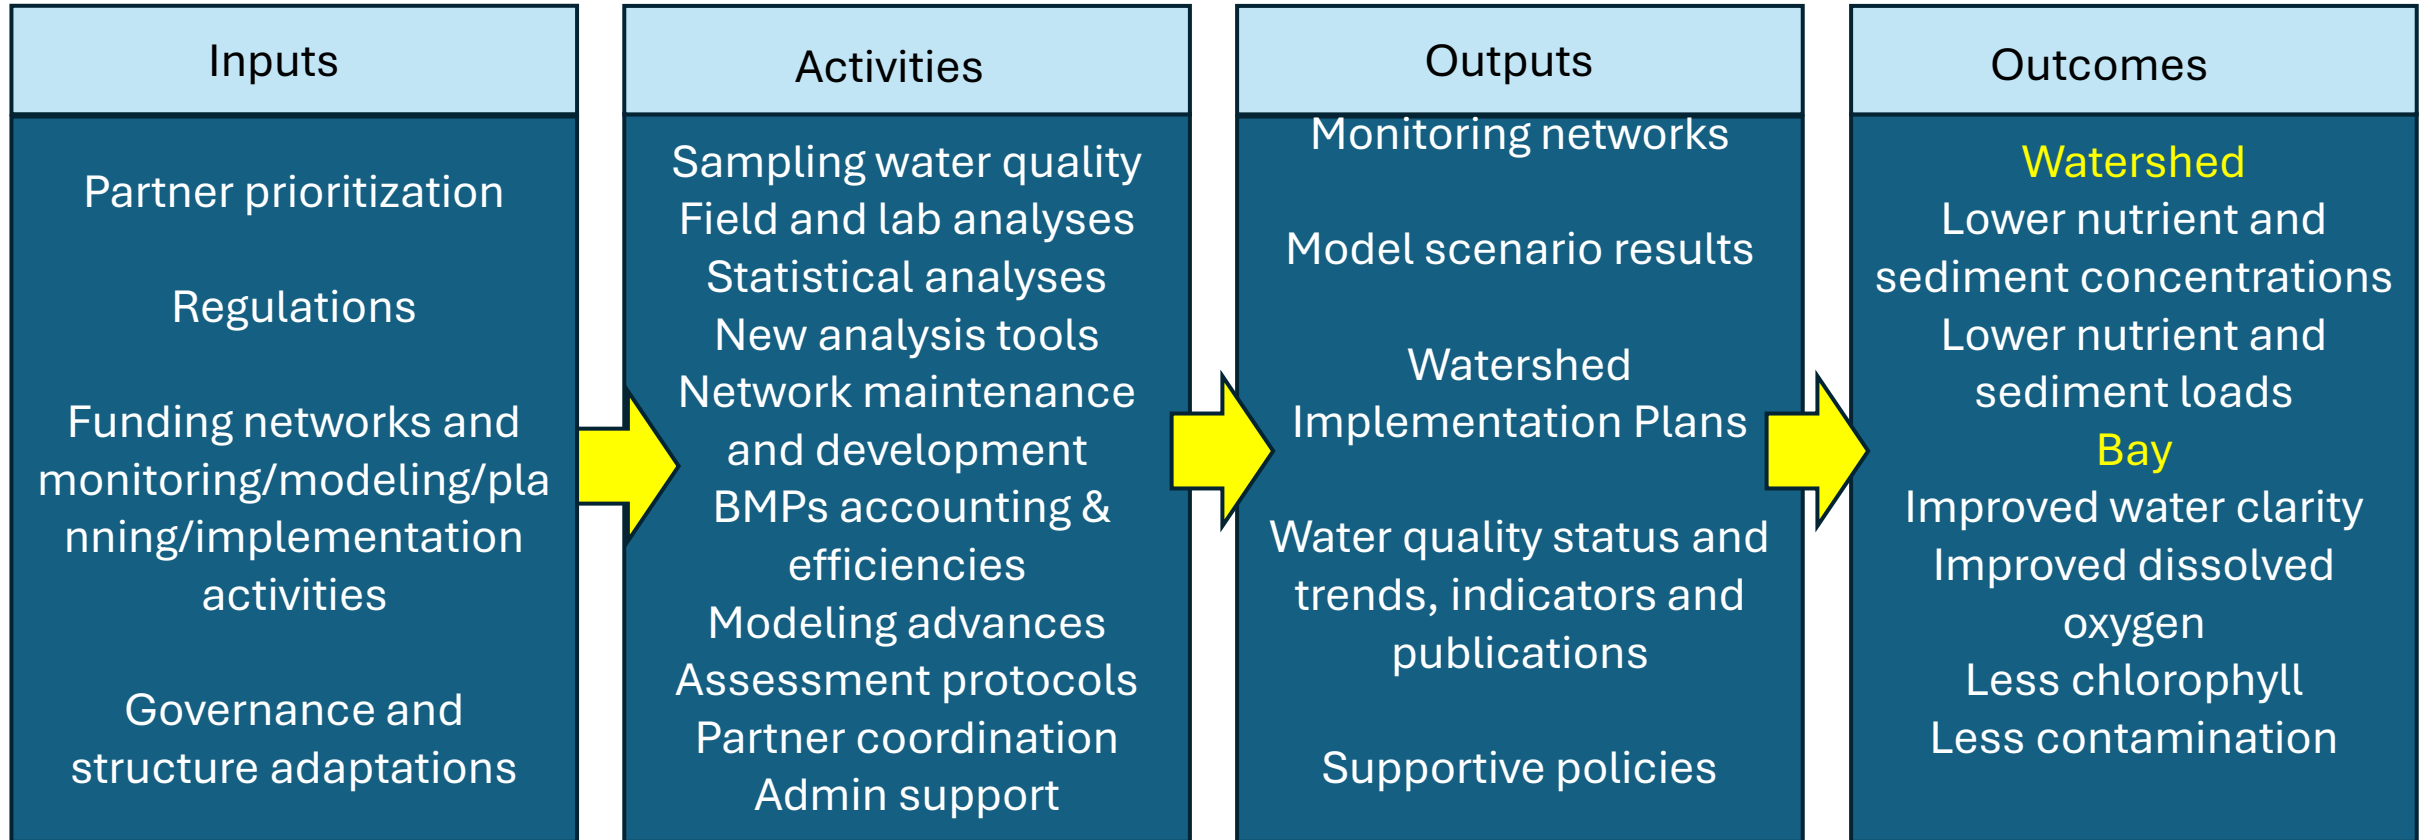 Inputs
Partner prioritization
Regulations
Funding networks and
monitoring/modeling/pla
nning/implementation
activities
Governance and
structure adaptations
Activities
Sampling water quality
Field and lab analyses
Statistical analyses
New analysis tools
Network maintenance
and development
BMPs accounting &
efficiencies
Modeling advances
Assessment protocols
Partner coordination
Admin support
Outputs
Monitoring networks
Model scenario results
Watershed
Implementation Plans
Water quality status and
trends, indicators and
publications
Supportive policies
Outcomes
Watershed
Lower nutrient and
sediment concentrations
Lower nutrient and
sediment loads
Bay
Improved water clarity
Improved dissolved
oxygen
Less chlorophyll
Less contamination